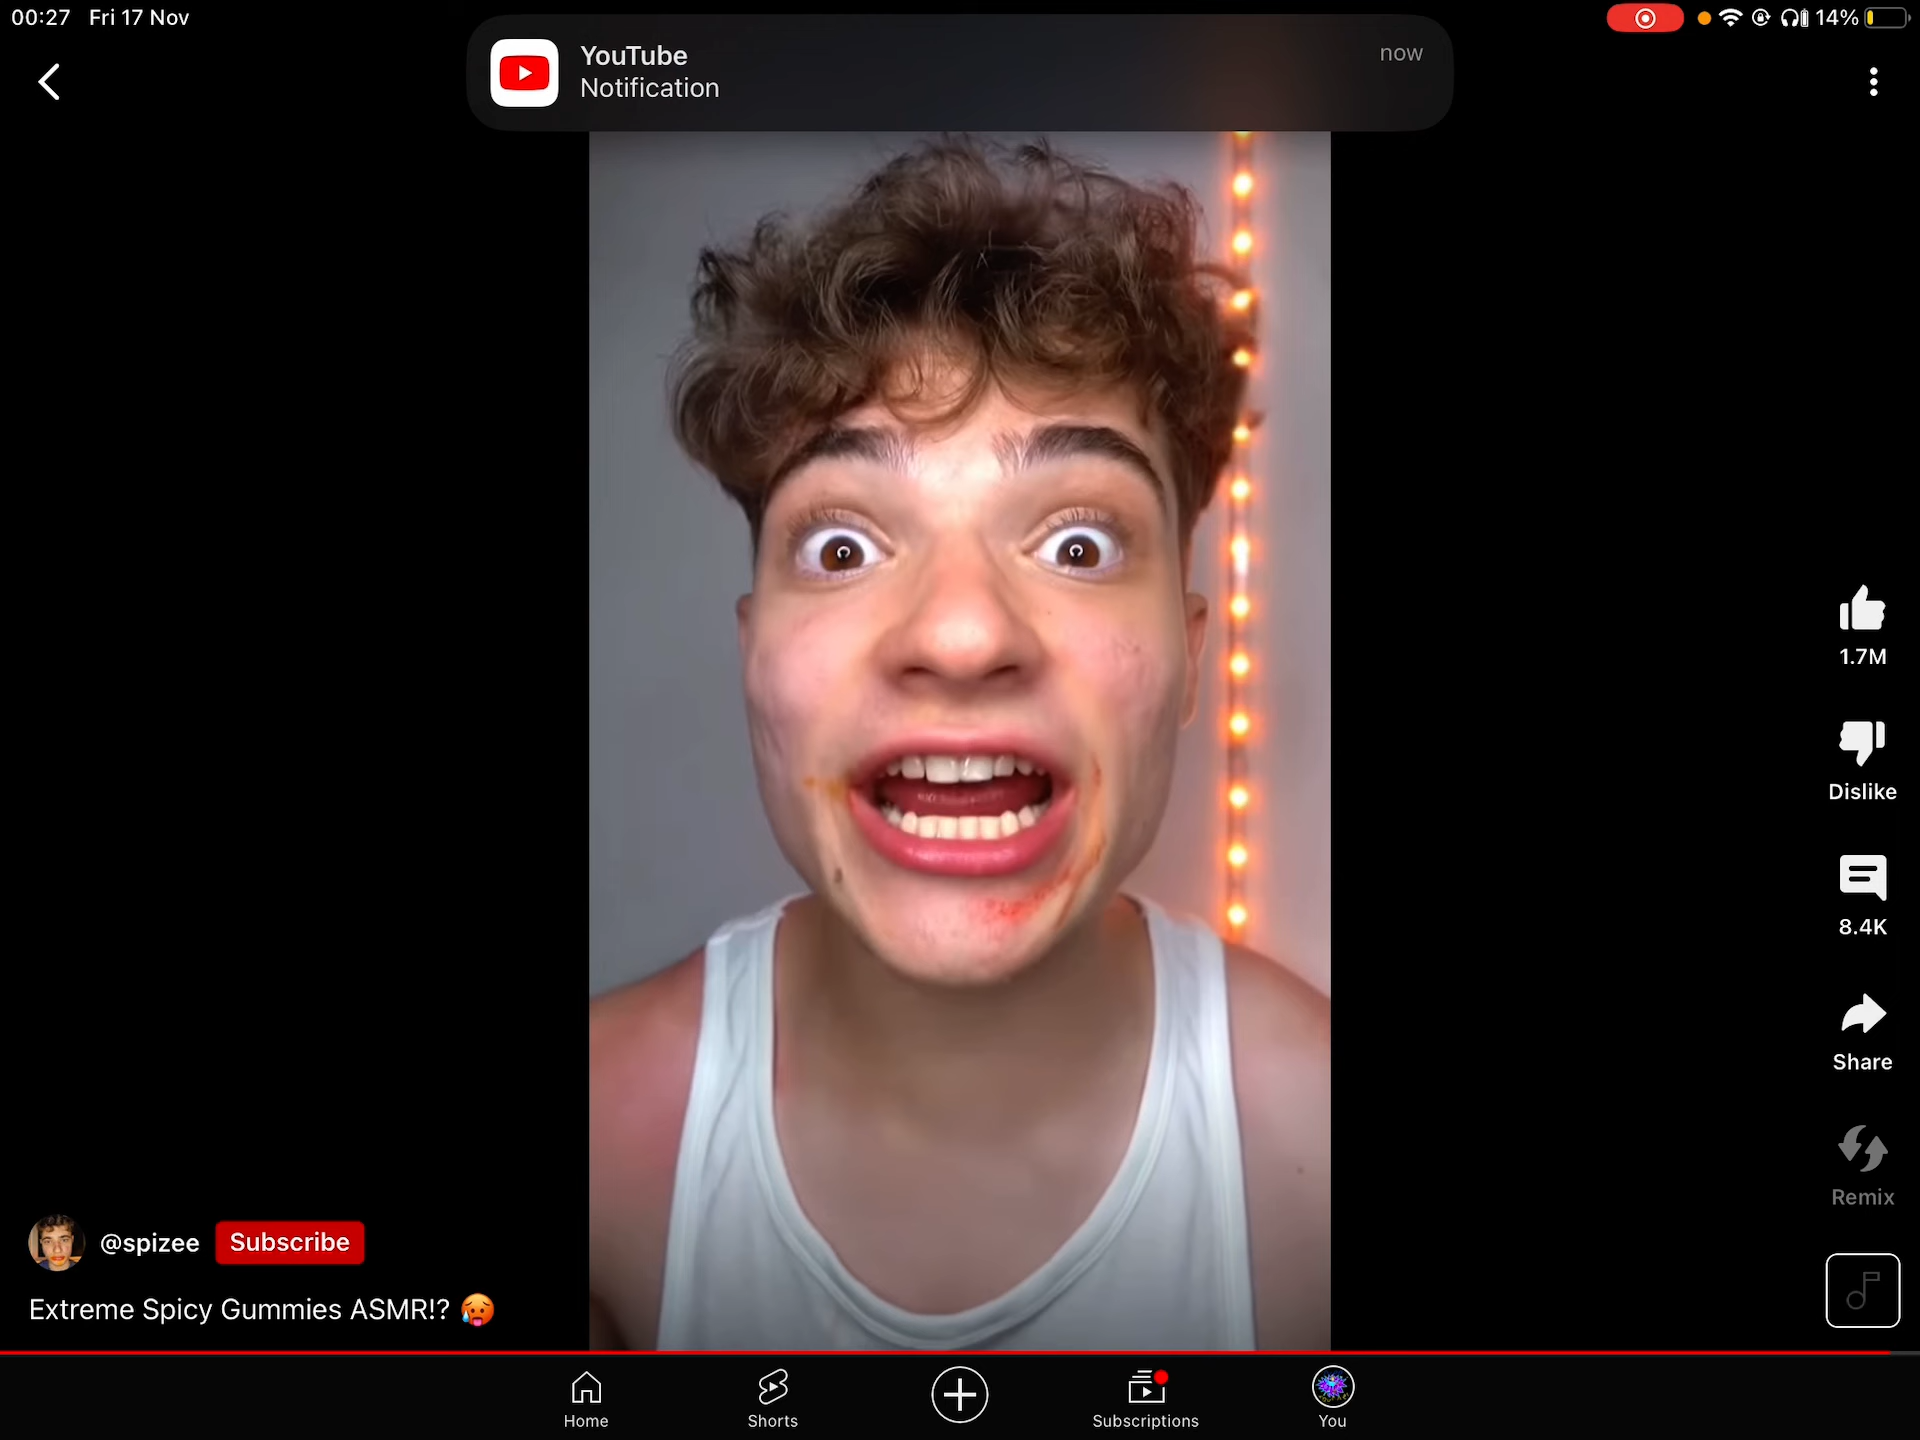 00:27 Fri 17 Nov
14%
YouTube
now
Notification
1.7M
Dislike
8.4K
Share
Remix
@spizee
Subscribe
Extreme Spicy Gummies ASMR!? 🥵
Home
Shorts
Subscriptions
You